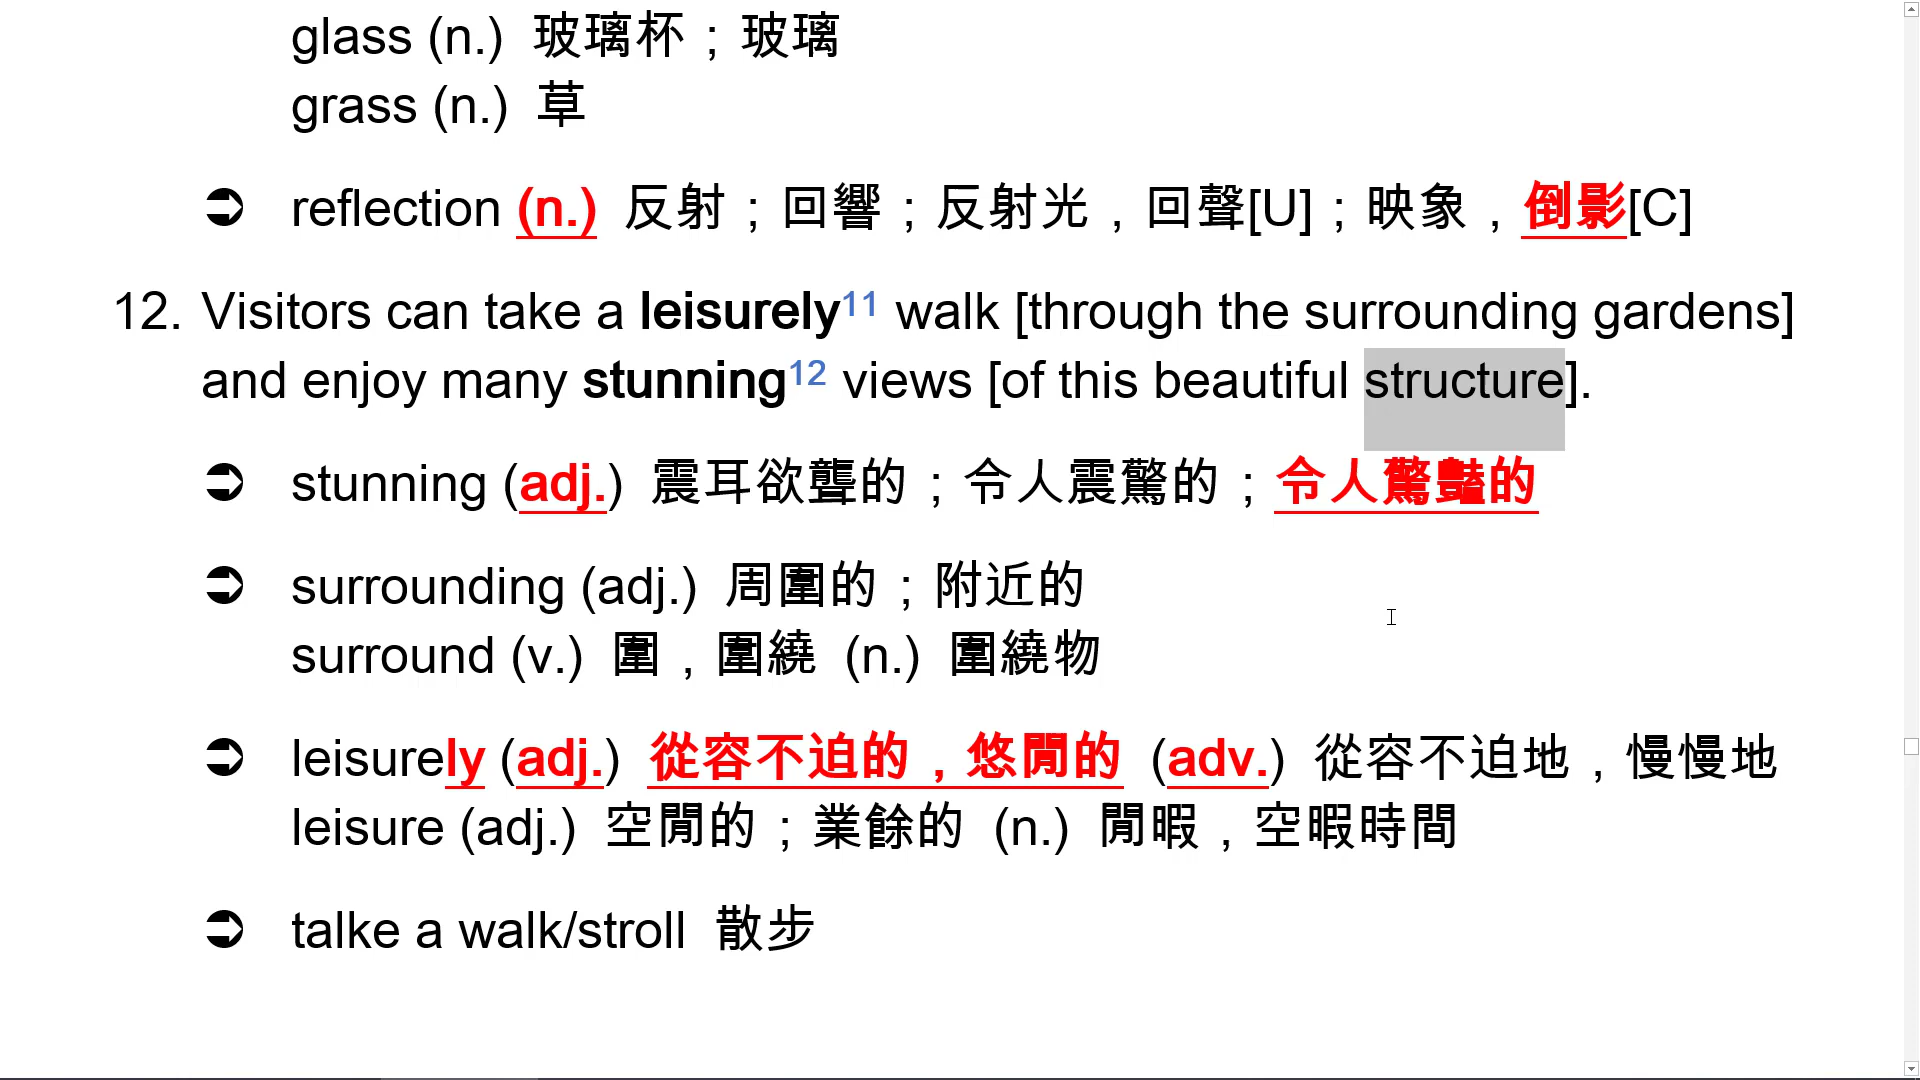 glass (n.) 玻璃杯；玻璃
grass (n.) 草
➲ reflection (n.) 反射；回響；反射光，回聲[U]；映象，倒影[C]
12. Visitors can take a leisurely11 walk [through the surrounding gardens]
and enjoy many stunning12 views [of this beautiful structure].
➲ stunning (adj.) 震耳欲聾的；令人震驚的；令人驚豔的
➲ surrounding (adj.) 周圍的；附近的
surround (v.) 圍，圍繞 (n.) 圍繞物
➲ leisurely (adj.) 從容不迫的，悠閒的 (adv.) 從容不迫地，慢慢地
leisure (adj.) 空閒的；業餘的 (n.) 閒暇，空暇時間
➲ talke a walk/stroll 散步